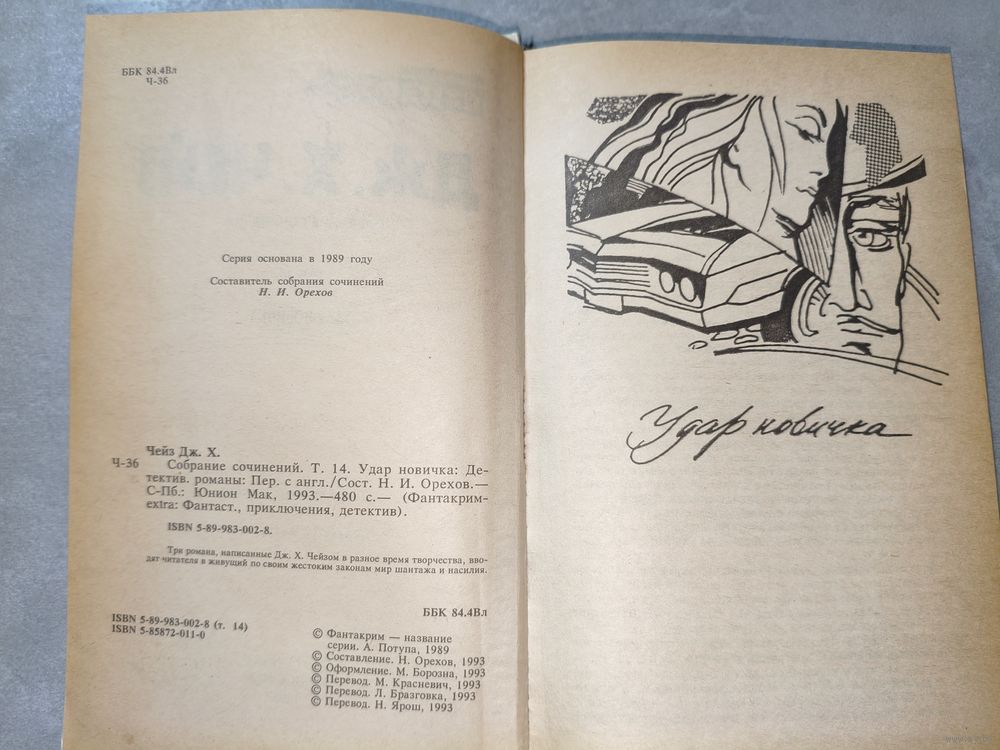 ББК 84.4Вл
Ч-36
Серия основана в 1989 году
Составитель собрания сочинений
Н. И. Орехов
Чейз Дж. Х.
Ч-36 Собрание сочинений. Т. 14. Удар новичка: Де-
тектив. романы: Пер. с англ./Сост. Н. И. Орехов.—
С-Пб.: Юнион Мак, 1993.—480 с.— (Фантакрим-
extra: Фантаст., приключения, детектив).
ISBN 5-89-983-002-8.
Три романа, написанные Дж. Х. Чейзом в разное время творчества, вво-
дят читателя в живущий по своим жестоким законам мир шантажа и насилия.
ББК 84.4Вл
ISBN 5-89-983-002-8 (т. 14)
ISBN 5-85872-011-0
© Фантакрим — название
серии. А. Потупа, 1989
© Составление. Н. Орехов, 1993
© Оформление. М. Борозна, 1993
© Перевод. М. Красневич, 1993
© Перевод. Л. Бразговка, 1993
© Перевод. Н. Ярош, 1993
Удар новичка